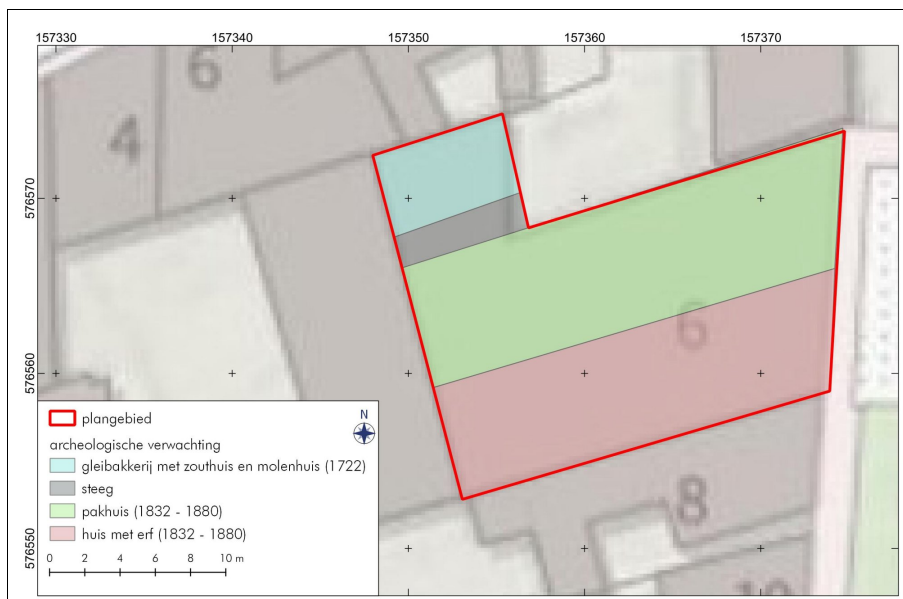 157330 157340 157350 157360 157370
6
4
576570
6
576560
plangebied
N
archeologische verwachting
gleibakkerij met zouthuis en molenhuis (1722)
steeg
pakhuis (1832 - 1880)
huis met erf (1832 - 1880)
0 2 4 6 8 10 m
8
576550
10